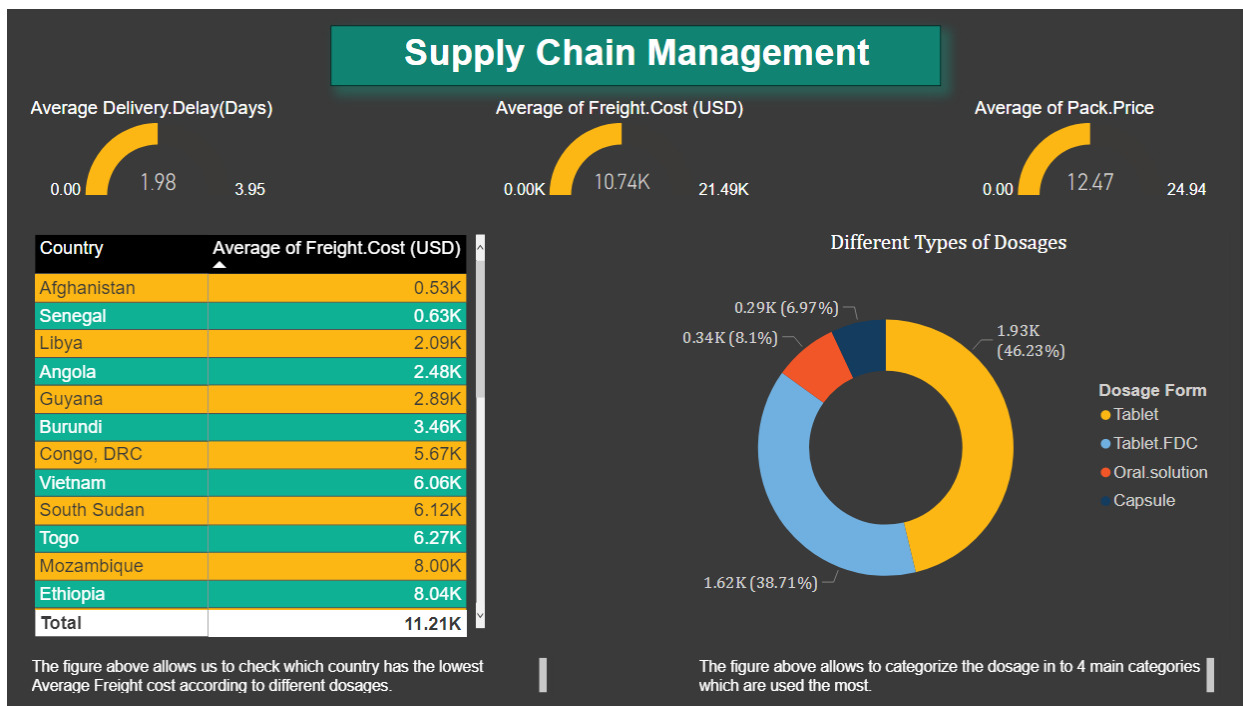 Supply Chain Management
Average Delivery.Delay(Days)
0.00
1.98
3.95
Average of Freight.Cost (USD)
0.00K
10.74K
21.49K
Average of Pack.Price
0.00
12.47
24.94
Country Average of Freight.Cost (USD)
Afghanistan 0.53K
Senegal 0.63K
Libya 2.09K
Angola 2.48K
Guyana 2.89K
Burundi 3.46K
Congo, DRC 5.67K
Vietnam 6.06K
South Sudan 6.12K
Togo 6.27K
Mozambique 8.00K
Ethiopia 8.04K
Total 11.21K
The figure above allows us to check which country has the lowest
Average Freight cost according to different dosages.
Different Types of Dosages
0.29K (6.97%)
0.34K (8.1%)
1.93K
(46.23%)
1.62K (38.71%)
Dosage Form
Tablet
Tablet.FDC
Oral.solution
Capsule
The figure above allows to categorize the dosage in to 4 main categories
which are used the most.